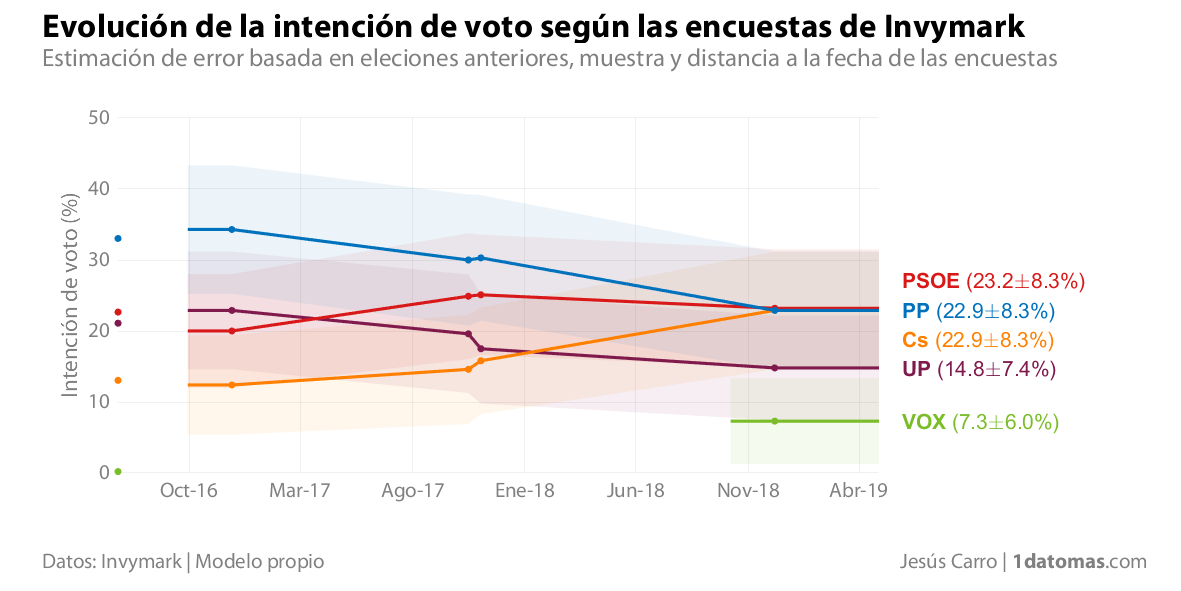 Evolución de la intención de voto según las encuestas de Invymark
Estimación de error basada en eleciones anteriores, muestra y distancia a la fecha de las encuestas
Intención de voto (%)
50
40
30
20
10
0
Oct-16
Mar-17
Ago-17
Ene-18
Jun-18
Nov-18
Abr-19
PSOE (23.2±8.3%)
PP (22.9±8.3%)
Cs (22.9±8.3%)
UP (14.8±7.4%)
VOX (7.3±6.0%)
Datos: Invymark | Modelo propio
Jesús Carro | 1datomas.com